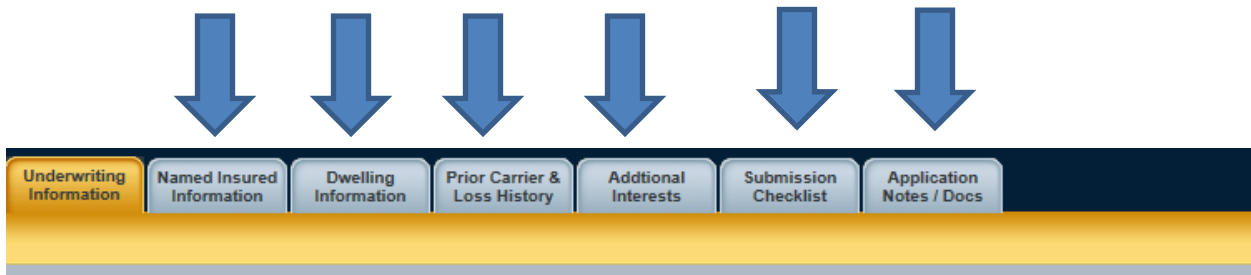 Underwriting
Information
Named Insured
Information
Dwelling
Information
Prior Carrier &
Loss History
Addtional
Interests
Submission
Checklist
Application
Notes / Docs